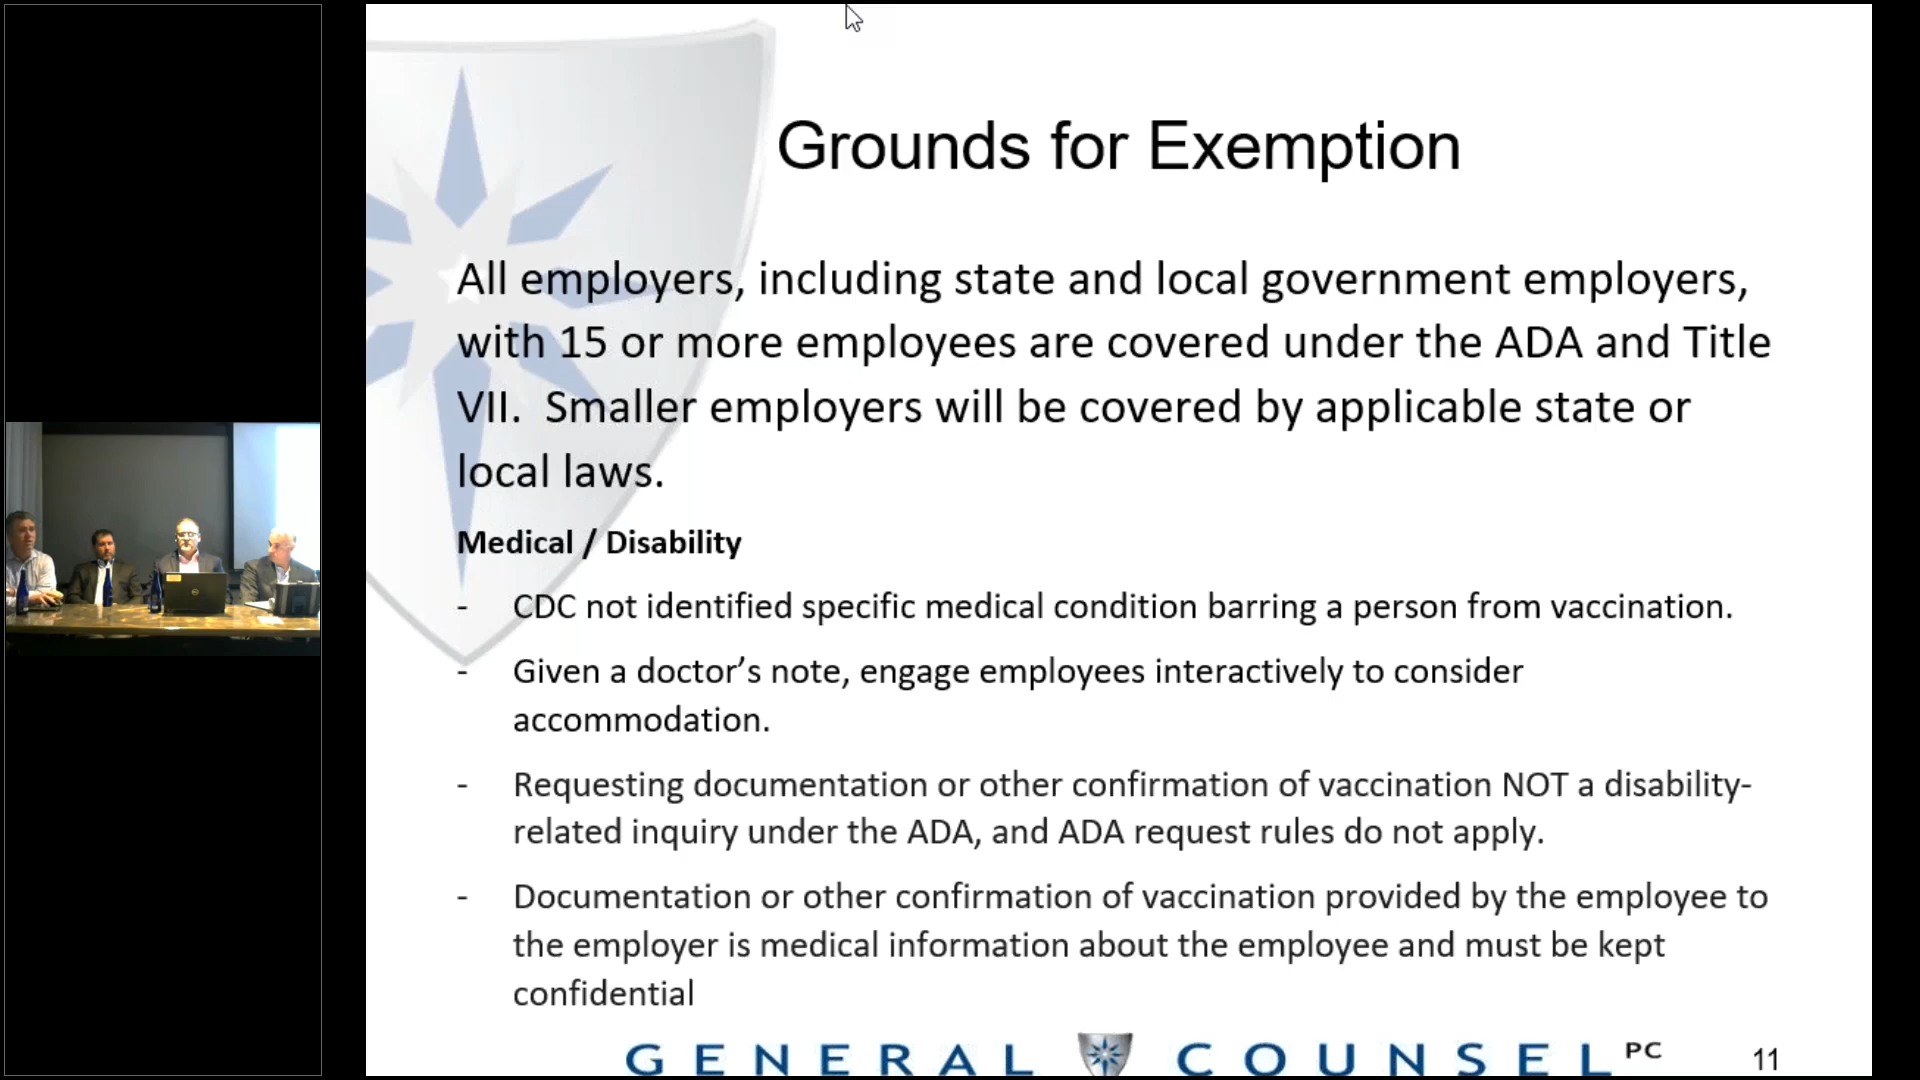 Grounds for Exemption
All employers, including state and local government employers,
with 15 or more employees are covered under the ADA and Title
VII.  Smaller employers will be covered by applicable state or
local laws.
Medical / Disability
- CDC not identified specific medical condition barring a person from vaccination.
- Given a doctor’s note, engage employees interactively to consider
accommodation.
- Requesting documentation or other confirmation of vaccination NOT a disability-
related inquiry under the ADA, and ADA request rules do not apply.
- Documentation or other confirmation of vaccination provided by the employee to
the employer is medical information about the employee and must be kept
confidential
GENERAL COUNSEL PC
11